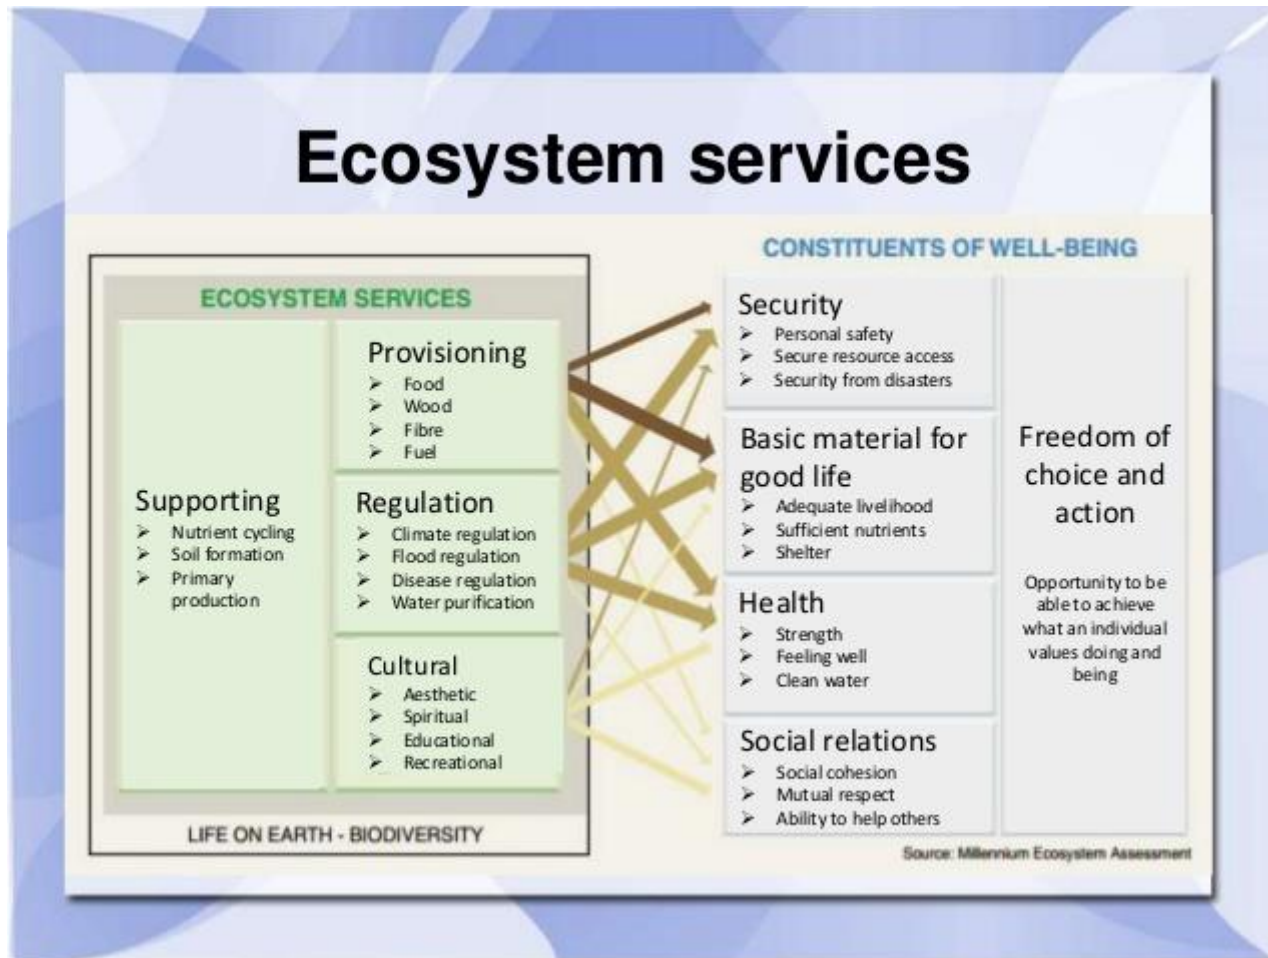 Ecosystem services
ECOSYSTEM SERVICES
Supporting
➢ Nutrient cycling
➢ Soil formation
➢ Primary
production
Provisioning
➢ Food
➢ Wood
➢ Fibre
➢ Fuel
Regulation
➢ Climate regulation
➢ Flood regulation
➢ Disease regulation
➢ Water purification
Cultural
➢ Aesthetic
➢ Spiritual
➢ Educational
➢ Recreational
LIFE ON EARTH - BIODIVERSITY
CONSTITUENTS OF WELL-BEING
Security
➢ Personal safety
➢ Secure resource access
➢ Security from disasters
Basic material for
good life
➢ Adequate livelihood
➢ Sufficient nutrients
➢ Shelter
Health
➢ Strength
➢ Feeling well
➢ Clean water
Social relations
➢ Social cohesion
➢ Mutual respect
➢ Ability to help others
Freedom of
choice and
action
Opportunity to be
able to achieve
what an individual
values doing and
being
Source: Millennium Ecosystem Assessment